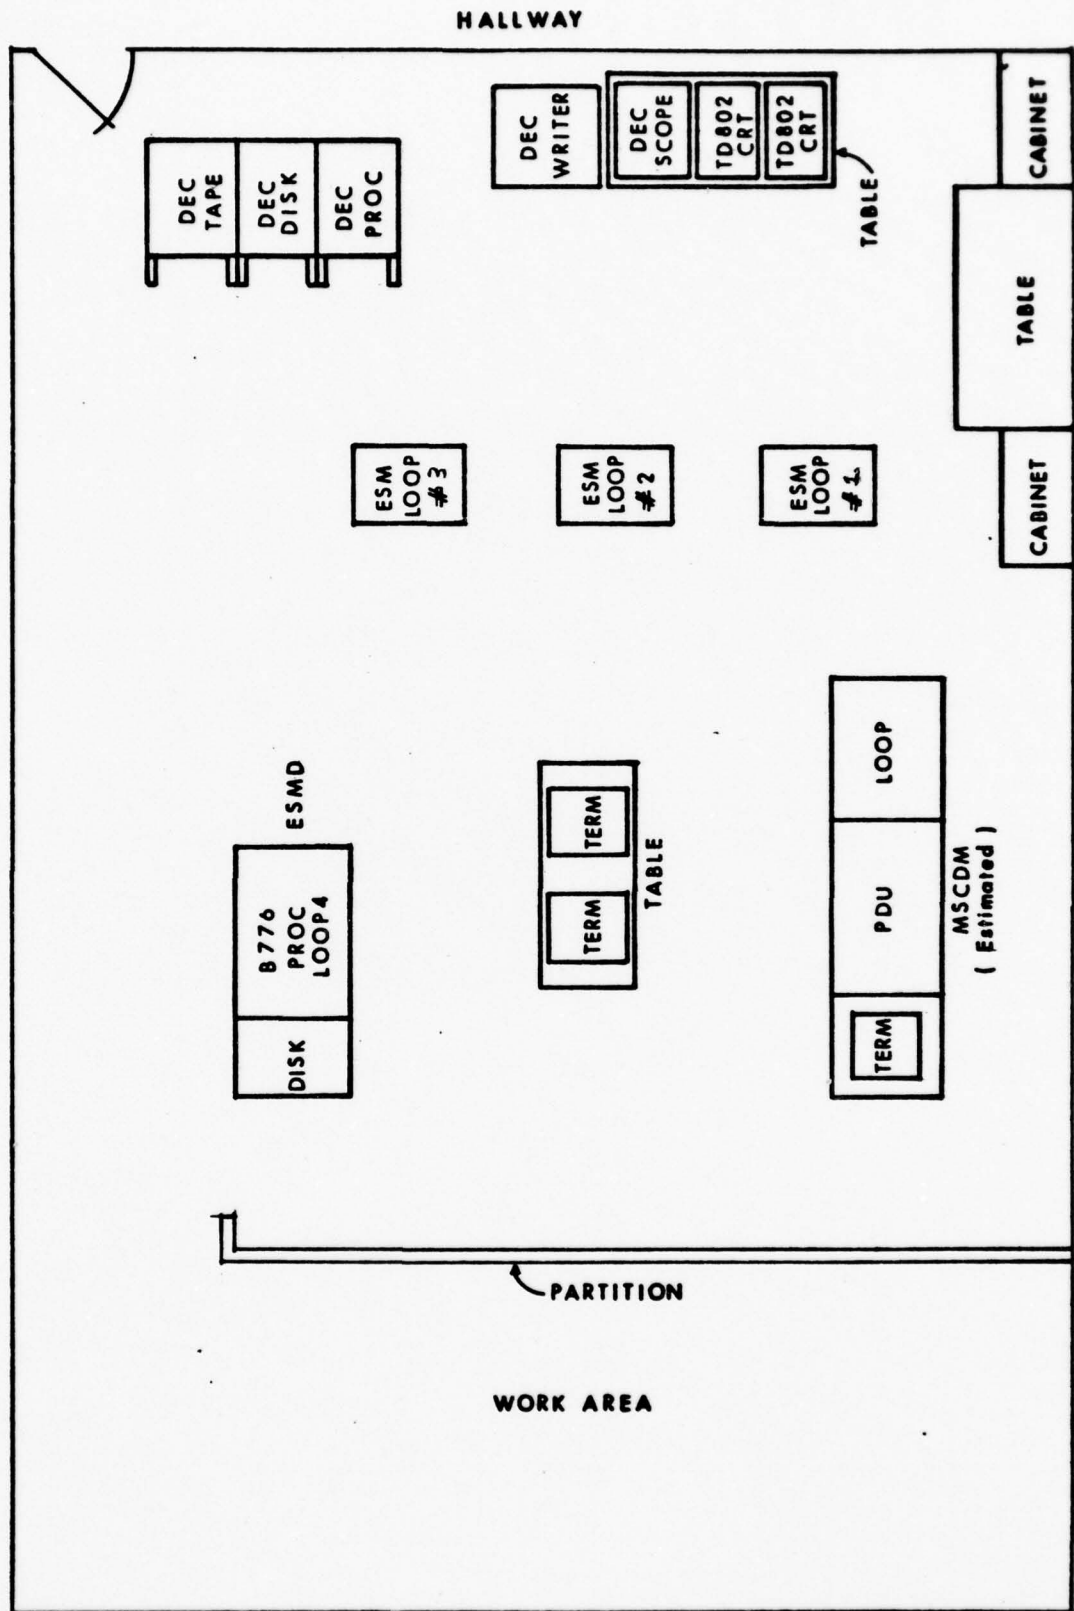 HALLWAY
DEC
TAPE
DEC
DISK
DEC
PROC
DEC
WRITER
DEC
SCOPE
TD802
CRT
TD802
CRT
TABLE
CABINET
TABLE
CABINET
ESM
LOOP
#3
ESM
LOOP
#2
ESM
LOOP
#1
ESMD
B776
PROC
LOOP4
DISK
TERM
TERM
TABLE
LOOP
PDU
TERM
MSCDM
(Estimated)
PARTITION
WORK AREA